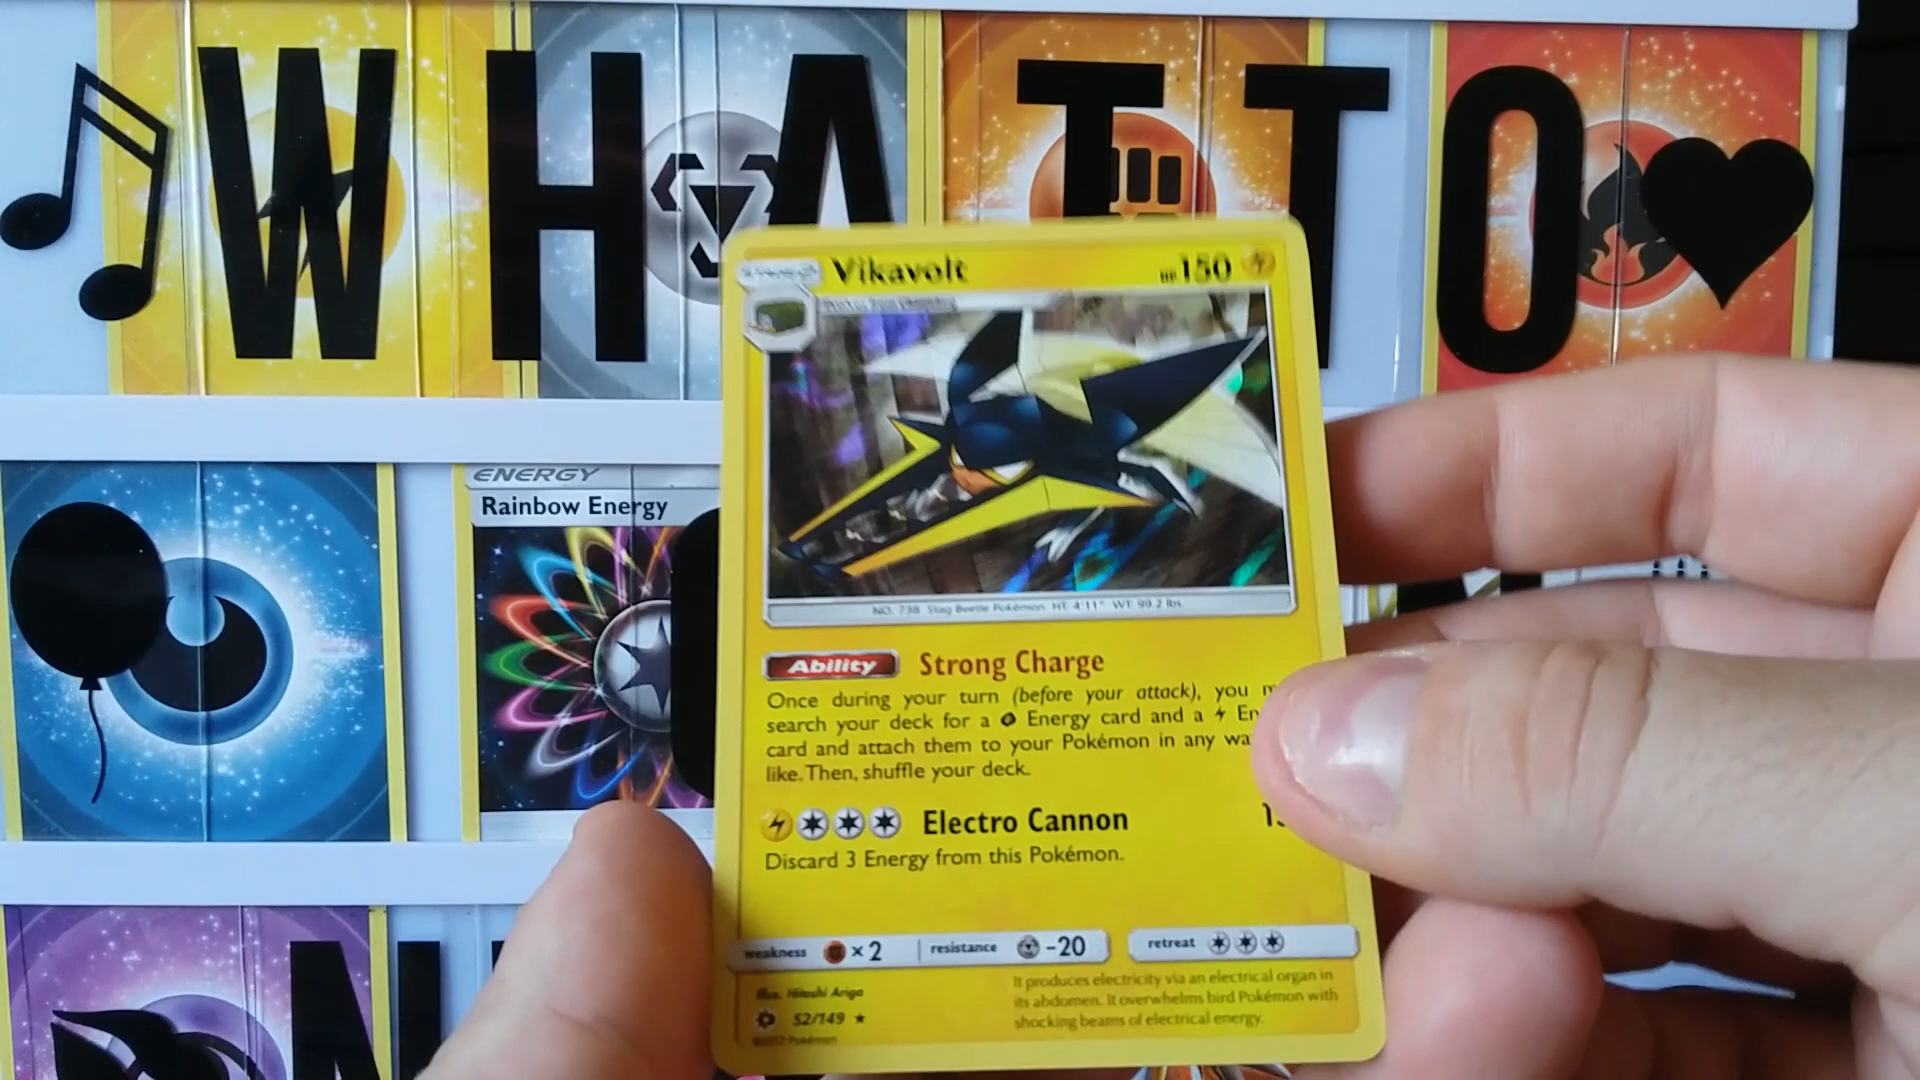 WHAT TO
Vikavolt HP150
NO. 738 Stag Beetle Pokémon HT: 4'11" WT: 99.2 lbs.
ENERGY
Rainbow Energy
Ability Strong Charge
Once during your turn (before your attack), you
search your deck for a Energy card and a
card and attach them to your Pokémon in any
like. Then, shuffle your deck.
Electro Cannon
Discard 3 Energy from this Pokémon.
weakness ×2 resistance -20 retreat
Illus. Hitoshi Ariga
52/149
©2017 Pokémon
It produces electricity via an electrical organ in
its abdomen. It overwhelms bird Pokémon with
shocking beams of electrical energy.